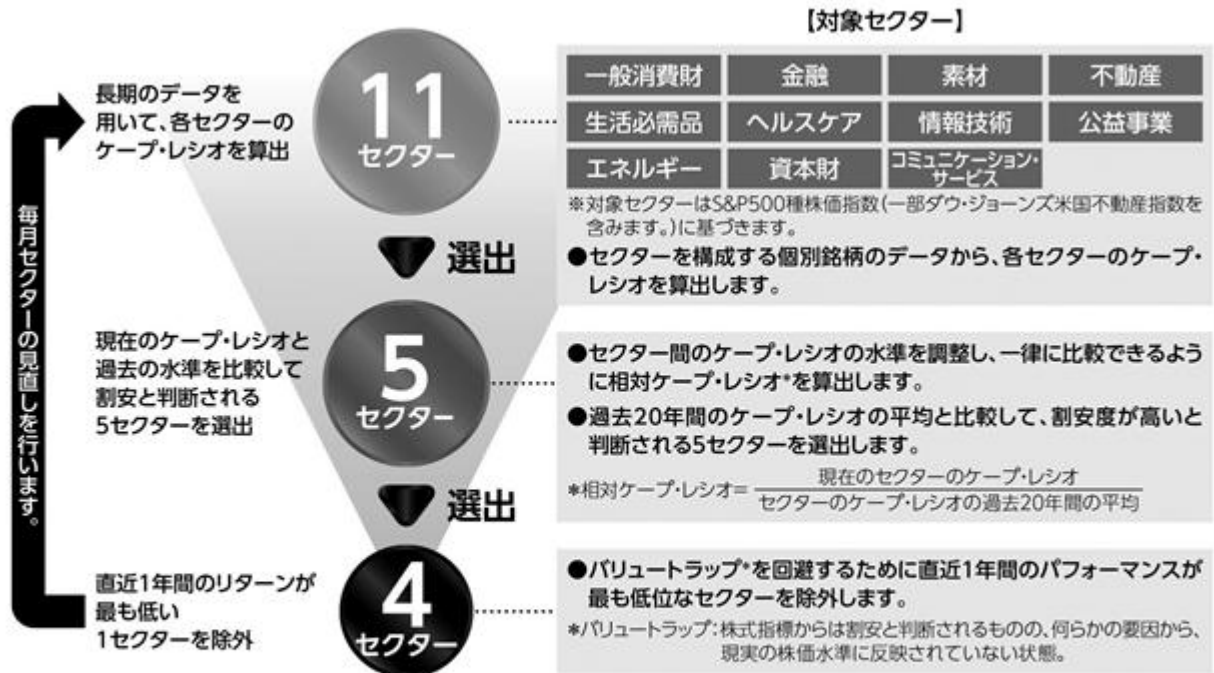 【対象セクター】
長期のデータを
用いて、各セクターの
ケープ・レシオを算出
11
セクター
一般消費財
金融
素材
不動産
生活必需品
ヘルスケア
情報技術
公益事業
エネルギー
資本財
コミュニケーション・
サービス
※対象セクターはS&P500種株価指数(一部ダウ・ジョーンズ米国不動産指数を
含みます。)に基づきます。
●セクターを構成する個別銘柄のデータから、各セクターのケープ・
レシオを算出します。
選出
毎月セクターの見直しを行います。
現在のケープ・レシオと
過去の水準を比較して
割安と判断される
5セクターを選出
5
セクター
●セクター間のケープ・レシオの水準を調整し、一律に比較できるよう
に相対ケープ・レシオ*を算出します。
●過去20年間のケープ・レシオの平均と比較して、割安度が高いと
判断される5セクターを選出します。
*相対ケープ・レシオ=
現在のセクターのケープ・レシオ
セクターのケープ・レシオの過去20年間の平均
選出
直近1年間のリターンが
最も低い
1セクターを除外
4
セクター
●バリュートラップ*を回避するために直近1年間のパフォーマンスが
最も低位なセクターを除外します。
*バリュートラップ:株式指標からは割安と判断されるものの、何らかの要因から、
現実の株価水準に反映されていない状態。